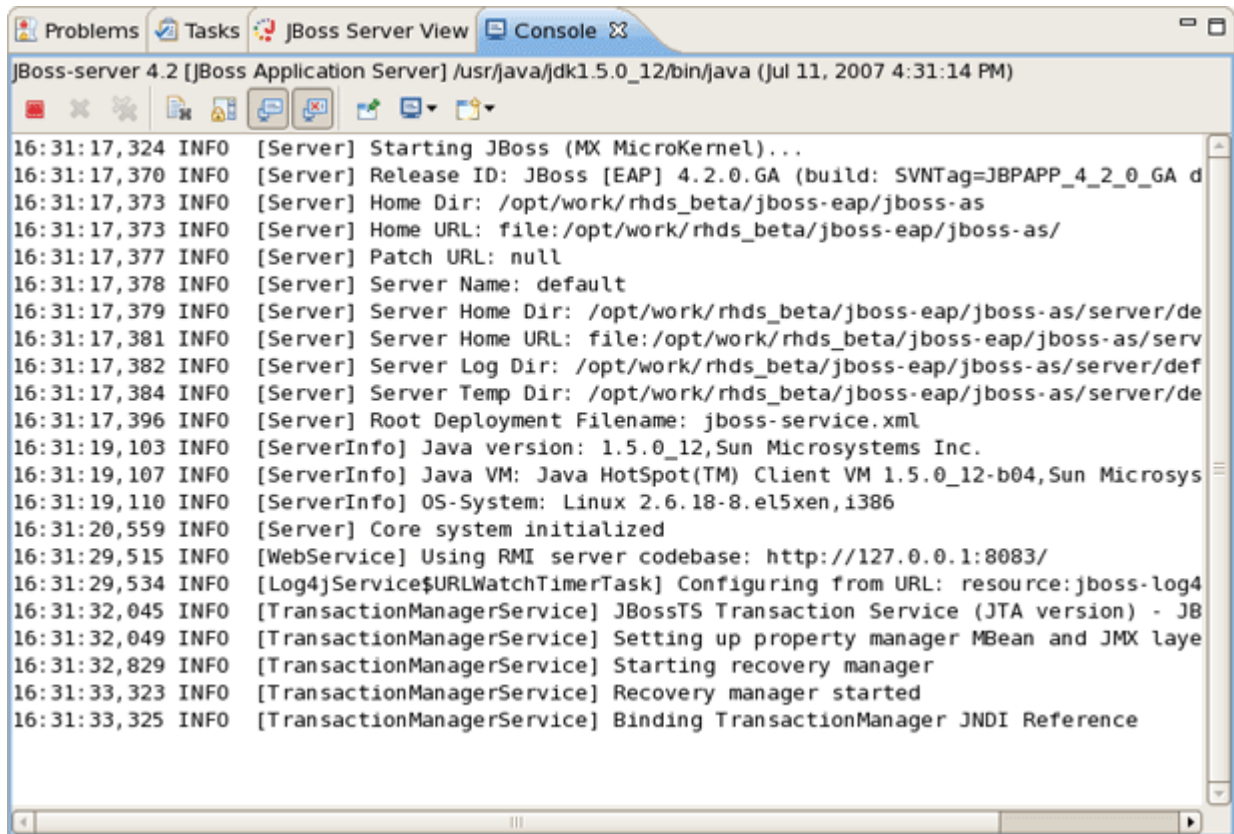 Problems Tasks JBoss Server View Console
JBoss-server 4.2 [JBoss Application Server] /usr/java/jdk1.5.0_12/bin/java (Jul 11, 2007 4:31:14 PM)
16:31:17,324 INFO  [Server] Starting JBoss (MX MicroKernel)...
16:31:17,370 INFO  [Server] Release ID: JBoss [EAP] 4.2.0.GA (build: SVNTag=JBPAPP_4_2_0_GA d
16:31:17,373 INFO  [Server] Home Dir: /opt/work/rhds_beta/jboss-eap/jboss-as
16:31:17,373 INFO  [Server] Home URL: file:/opt/work/rhds_beta/jboss-eap/jboss-as/
16:31:17,377 INFO  [Server] Patch URL: null
16:31:17,378 INFO  [Server] Server Name: default
16:31:17,379 INFO  [Server] Server Home Dir: /opt/work/rhds_beta/jboss-eap/jboss-as/server/de
16:31:17,381 INFO  [Server] Server Home URL: file:/opt/work/rhds_beta/jboss-eap/jboss-as/serv
16:31:17,382 INFO  [Server] Server Log Dir: /opt/work/rhds_beta/jboss-eap/jboss-as/server/def
16:31:17,384 INFO  [Server] Server Temp Dir: /opt/work/rhds_beta/jboss-eap/jboss-as/server/de
16:31:17,396 INFO  [Server] Root Deployment Filename: jboss-service.xml
16:31:19,103 INFO  [ServerInfo] Java version: 1.5.0_12,Sun Microsystems Inc.
16:31:19,107 INFO  [ServerInfo] Java VM: Java HotSpot(TM) Client VM 1.5.0_12-b04,Sun Microsys
16:31:19,110 INFO  [ServerInfo] OS-System: Linux 2.6.18-8.el5xen,i386
16:31:20,559 INFO  [Server] Core system initialized
16:31:29,515 INFO  [WebService] Using RMI server codebase: http://127.0.0.1:8083/
16:31:29,534 INFO  [Log4jService$URLWatchTimerTask] Configuring from URL: resource:jboss-log4
16:31:32,045 INFO  [TransactionManagerService] JBossTS Transaction Service (JTA version) - JB
16:31:32,049 INFO  [TransactionManagerService] Setting up property manager MBean and JMX laye
16:31:32,829 INFO  [TransactionManagerService] Starting recovery manager
16:31:33,323 INFO  [TransactionManagerService] Recovery manager started
16:31:33,325 INFO  [TransactionManagerService] Binding TransactionManager JNDI Reference